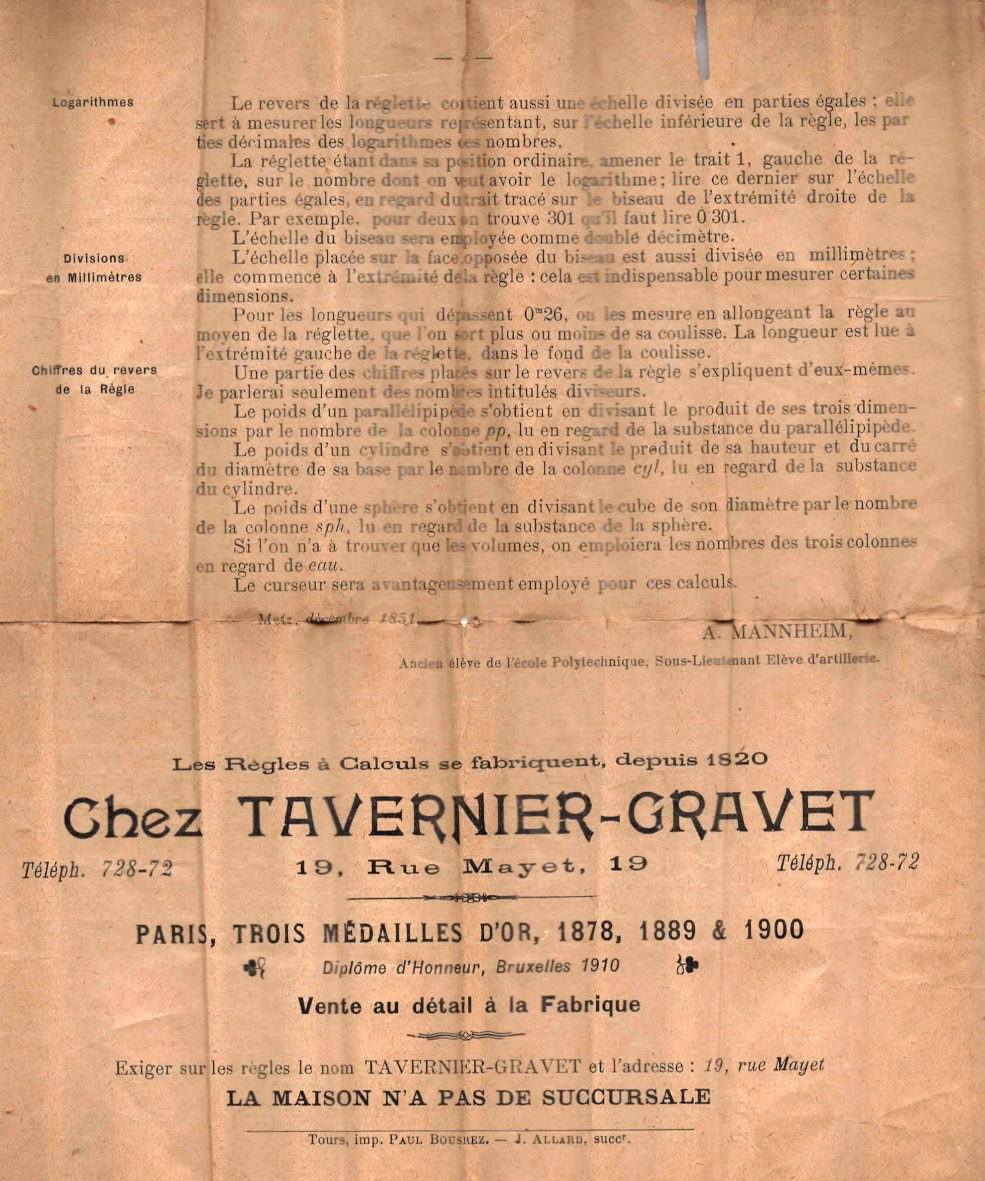 — 4 —
Logarithmes
Le revers de la réglette contient aussi une échelle divisée en parties égales ; elle
sert à mesurer les longueurs représentant, sur l'échelle inférieure de la règle, les par
ties décimales des logarithmes des nombres.
La réglette étant dans sa position ordinaire, amener le trait 1, gauche de la ré-
glette, sur le nombre dont on veut avoir le logarithme ; lire ce dernier sur l'échelle
des parties égales, en regard du trait tracé sur le biseau de l'extrémité droite de la
règle. Par exemple, pour deux on trouve 301 qu'il faut lire 0 301.
L'échelle du biseau sera employée comme double décimètre.
Divisions
en Millimètres
L'échelle placée sur la face opposée du biseau est aussi divisée en millimètres ;
elle commence à l'extrémité de la règle : cela est indispensable pour mesurer certaines
dimensions.
Pour les longueurs qui dépassent 0m26, on les mesure en allongeant la règle au
moyen de la réglette, que l'on sort plus ou moins de sa coulisse. La longueur est lue à
l'extrémité gauche de la réglette, dans le fond de la coulisse.
Chiffres du revers
de la Règle
Une partie des chiffres placés sur le revers de la règle s'expliquent d'eux-mêmes.
Je parlerai seulement des nombres intitulés diviseurs.
Le poids d'un parallélipipède s'obtient en divisant le produit de ses trois dimen-
sions par le nombre de la colonne pp, lu en regard de la substance du parallélipipède.
Le poids d'un cylindre s'obtient en divisant le produit de sa hauteur et du carré
du diamètre de sa base par le nombre de la colonne cyl, lu en regard de la substance
du cylindre.
Le poids d'une sphère s'obtient en divisant le cube de son diamètre par le nombre
de la colonne sph, lu en regard de la substance de la sphère.
Si l'on n'a à trouver que les volumes, on emploiera les nombres des trois colonnes
en regard de eau.
Le curseur sera avantageusement employé pour ces calculs.
Metz, décembre 1851.
A. MANNHEIM,
Ancien élève de l'école Polytechnique, Sous-Lieutenant Elève d'artillerie.
Les Règles à Calculs se fabriquent, depuis 1820
Chez TAVERNIER-GRAVET
Téléph. 728-72 19, Rue Mayet, 19 Téléph. 728-72
PARIS, TROIS MÉDAILLES D'OR, 1878, 1889 & 1900
Diplôme d'Honneur, Bruxelles 1910
Vente au détail à la Fabrique
Exiger sur les règles le nom TAVERNIER-GRAVET et l'adresse : 19, rue Mayet
LA MAISON N'A PAS DE SUCCURSALE
Tours, imp. PAUL BOUSREZ. — J. ALLARD, succr.